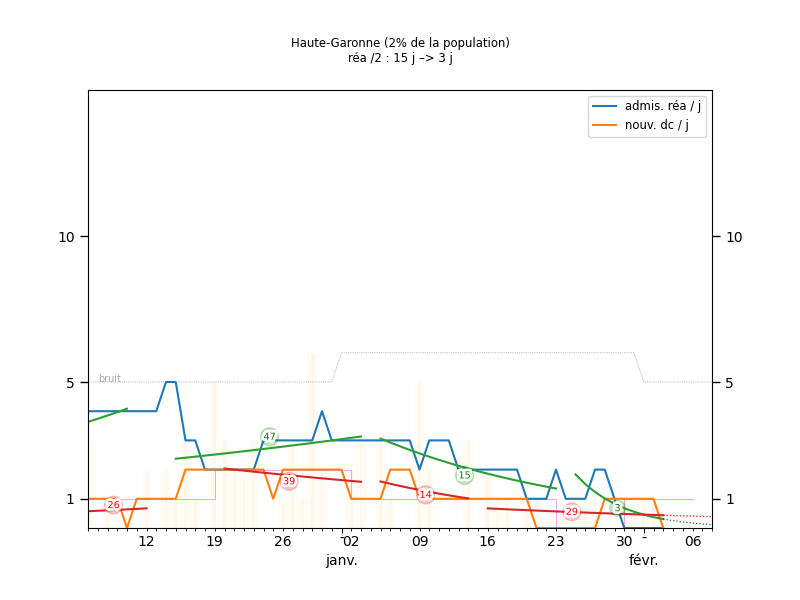 Haute-Garonne (2% de la population)
réa /2 : 15 j –> 3 j
admis. réa / j
nouv. dc / j
10 10
bruit
5 5
47
39
15
14
26
29
3
1 1
12 19 26 02 09 16 23 30 06
janv. févr.